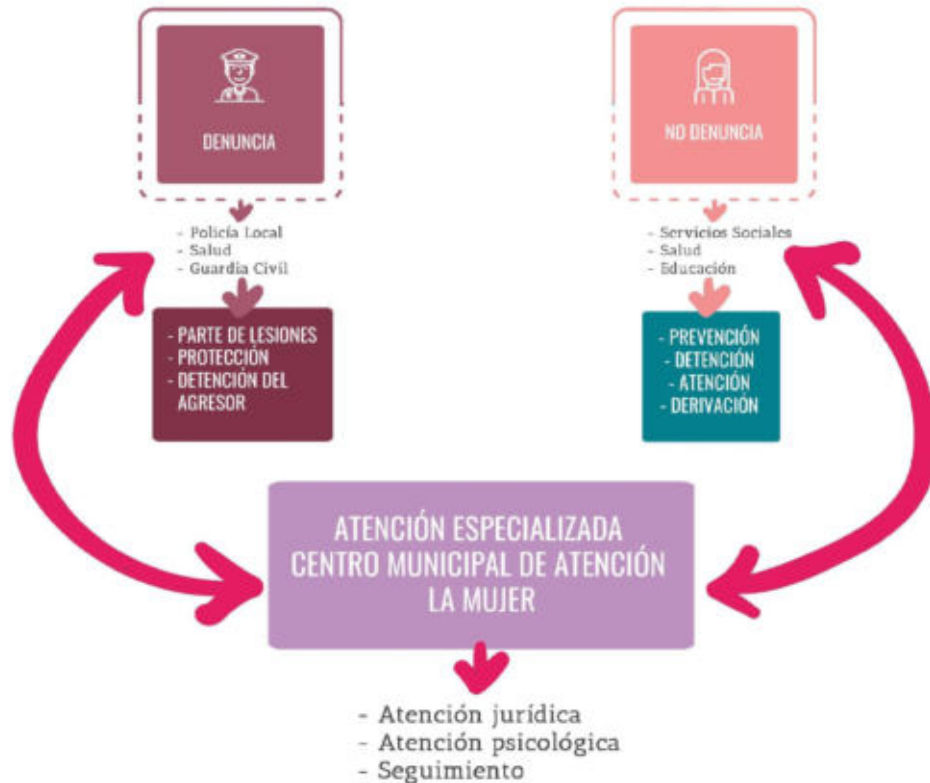 DENUNCIA
- Policía Local
- Salud
- Guardia Civil
- PARTE DE LESIONES
- PROTECCIÓN
- DETENCIÓN DEL
AGRESOR
NO DENUNCIA
- Servicios Sociales
- Salud
- Educación
- PREVENCIÓN
- DETENCIÓN
- ATENCIÓN
- DERIVACIÓN
ATENCIÓN ESPECIALIZADA
CENTRO MUNICIPAL DE ATENCIÓN
LA MUJER
- Atención jurídica
- Atención psicológica
- Seguimiento